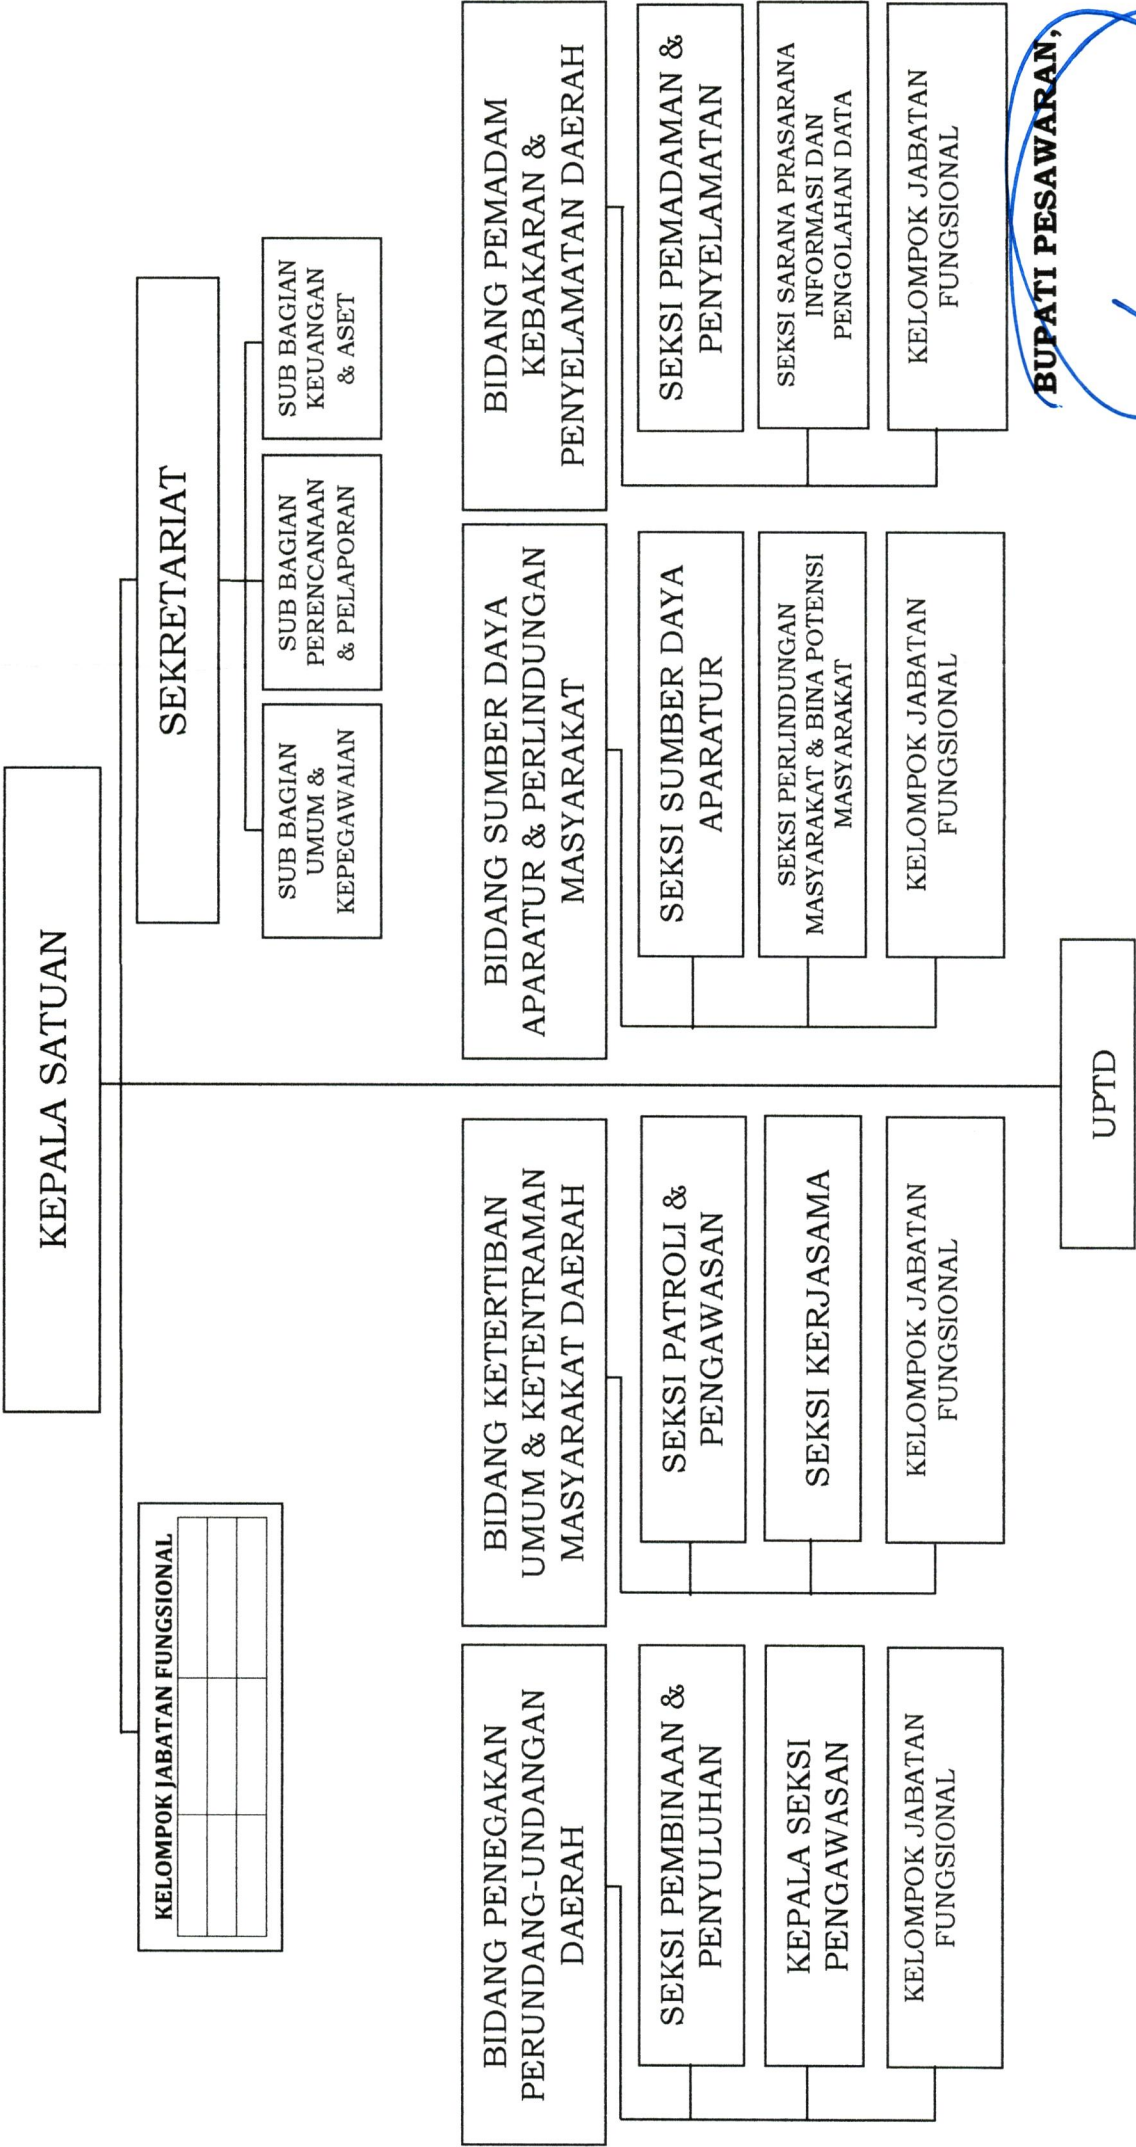 KEPALA SATUAN
KELOMPOK JABATAN FUNGSIONAL
SEKRETARIAT
SUB BAGIAN
UMUM &
KEPEGAWAIAN
SUB BAGIAN
PERENCANAAN
& PELAPORAN
SUB BAGIAN
KEUANGAN
& ASET
BIDANG PENEGAKAN
PERUNDANG-UNDANGAN
DAERAH
SEKSI PEMBINAAN &
PENYULUHAN
KEPALA SEKSI
PENGAWASAN
KELOMPOK JABATAN
FUNGSIONAL
BIDANG KETERTIBAN
UMUM & KETENTRAMAN
MASYARAKAT DAERAH
SEKSI PATROLI &
PENGAWASAN
SEKSI KERJASAMA
KELOMPOK JABATAN
FUNGSIONAL
BIDANG SUMBER DAYA
APARATUR & PERLINDUNGAN
MASYARAKAT
SEKSI SUMBER DAYA
APARATUR
SEKSI PERLINDUNGAN
MASYARAKAT & BINA POTENSI
MASYARAKAT
KELOMPOK JABATAN
FUNGSIONAL
BIDANG PEMADAM
KEBAKARAN &
PENYELAMATAN DAERAH
SEKSI PEMADAMAN &
PENYELAMATAN
SEKSI SARANA PRASARANA
INFORMASI DAN
PENGOLAHAN DATA
KELOMPOK JABATAN
FUNGSIONAL
UPTD
BUPATI PESAWARAN,